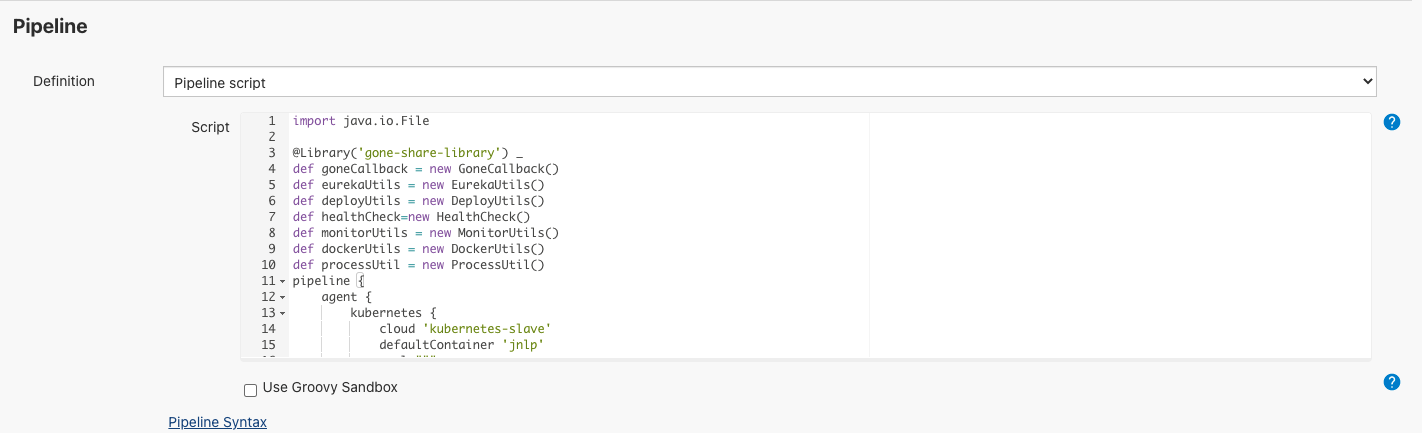 Pipeline
Definition
Pipeline script
Script
1 import java.io.File
2
3 @Library('gone-share-library') _
4 def goneCallback = new GoneCallback()
5 def eurekaUtils = new EurekaUtils()
6 def deployUtils = new DeployUtils()
7 def healthCheck=new HealthCheck()
8 def monitorUtils = new MonitorUtils()
9 def dockerUtils = new DockerUtils()
10 def processUtil = new ProcessUtil()
11 pipeline {
12     agent {
13         kubernetes {
14             cloud 'kubernetes-slave'
15             defaultContainer 'jnlp'
Use Groovy Sandbox
Pipeline Syntax